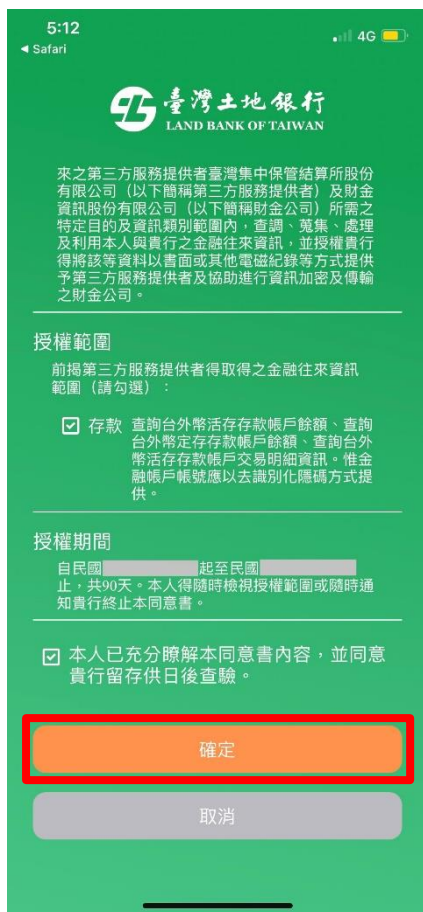 5:12
4G
◀ Safari
臺灣土地銀行
LAND BANK OF TAIWAN
來之第三方服務提供者臺灣集中保管結算所股份
有限公司（以下簡稱第三方服務提供者）及財金
資訊股份有限公司（以下簡稱財金公司）所需之
特定目的及資訊類別範圍內，查調、蒐集、處理
及利用本人與貴行之金融往來資訊，並授權貴行
得將該等資料以書面或其他電磁紀錄等方式提供
予第三方服務提供者及協助進行資訊加密及傳輸
之財金公司。
授權範圍
前揭第三方服務提供者得取得之金融往來資訊
範圍（請勾選）：
存款 查詢台外幣活存存款帳戶餘額、查詢
台外幣定存存款帳戶餘額、查詢台外
幣活存存款帳戶交易明細資訊。惟金
融帳戶帳號應以去識別化隱碼方式提
供。
授權期間
自民國 起至民國
止，共90天。本人得隨時檢視授權範圍或隨時通
知貴行終止本同意書。
本人已充分瞭解本同意書內容，並同意
貴行留存供日後查驗。
確定
取消